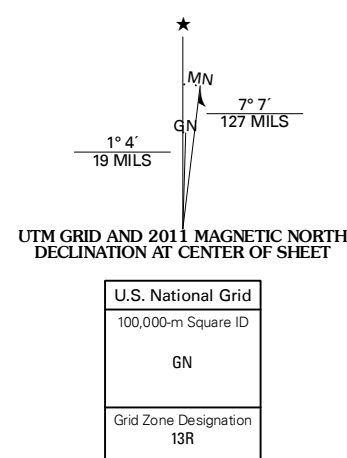 ★
MN
GN
7° 7´
127 MILS
1° 4´
19 MILS
UTM GRID AND 2011 MAGNETIC NORTH
DECLINATION AT CENTER OF SHEET
U.S. National Grid
100,000-m Square ID
GN
Grid Zone Designation
13R